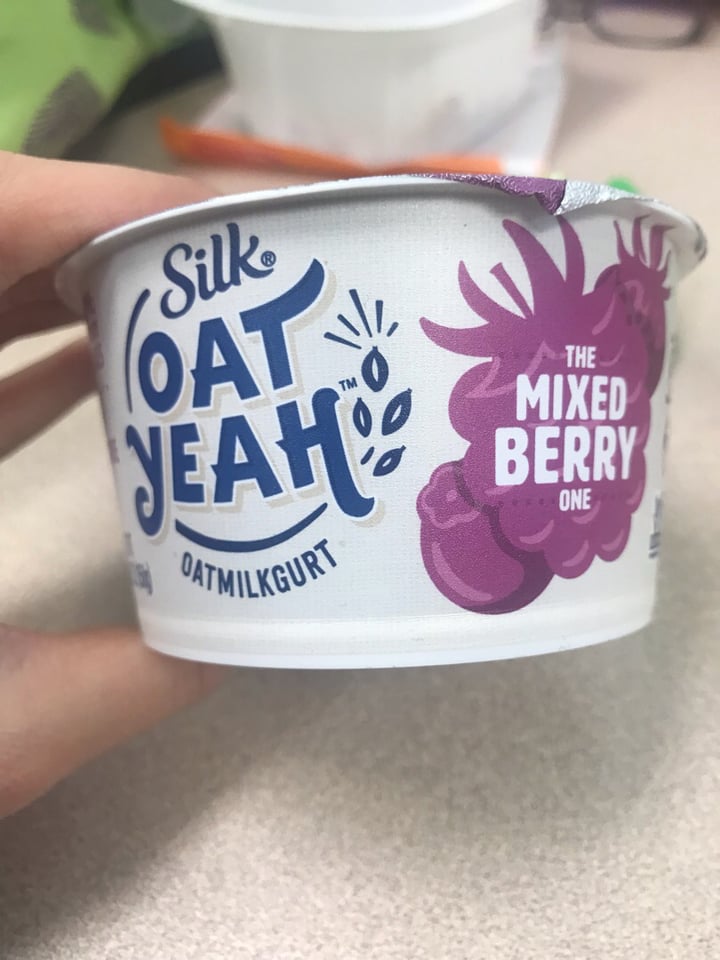 Silk®
OAT
YEAH™
OATMILKGURT
THE
MIXED
BERRY
ONE